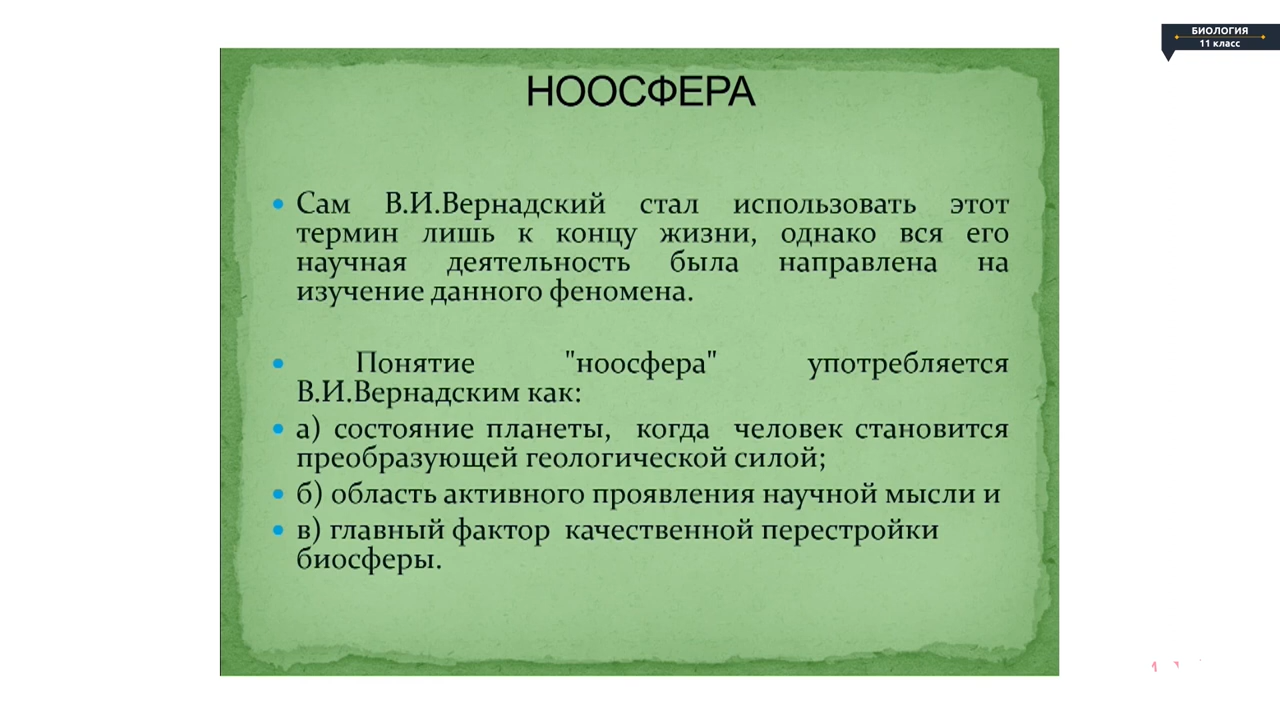 БИОЛОГИЯ
11 класс
НООСФЕРА
• Сам В.И.Вернадский стал использовать этот
термин лишь к концу жизни, однако вся его
научная деятельность была направлена на
изучение данного феномена.
• Понятие "ноосфера" употребляется
В.И.Вернадским как:
• а) состояние планеты, когда человек становится
преобразующей геологической силой;
• б) область активного проявления научной мысли и
• в) главный фактор качественной перестройки
биосферы.